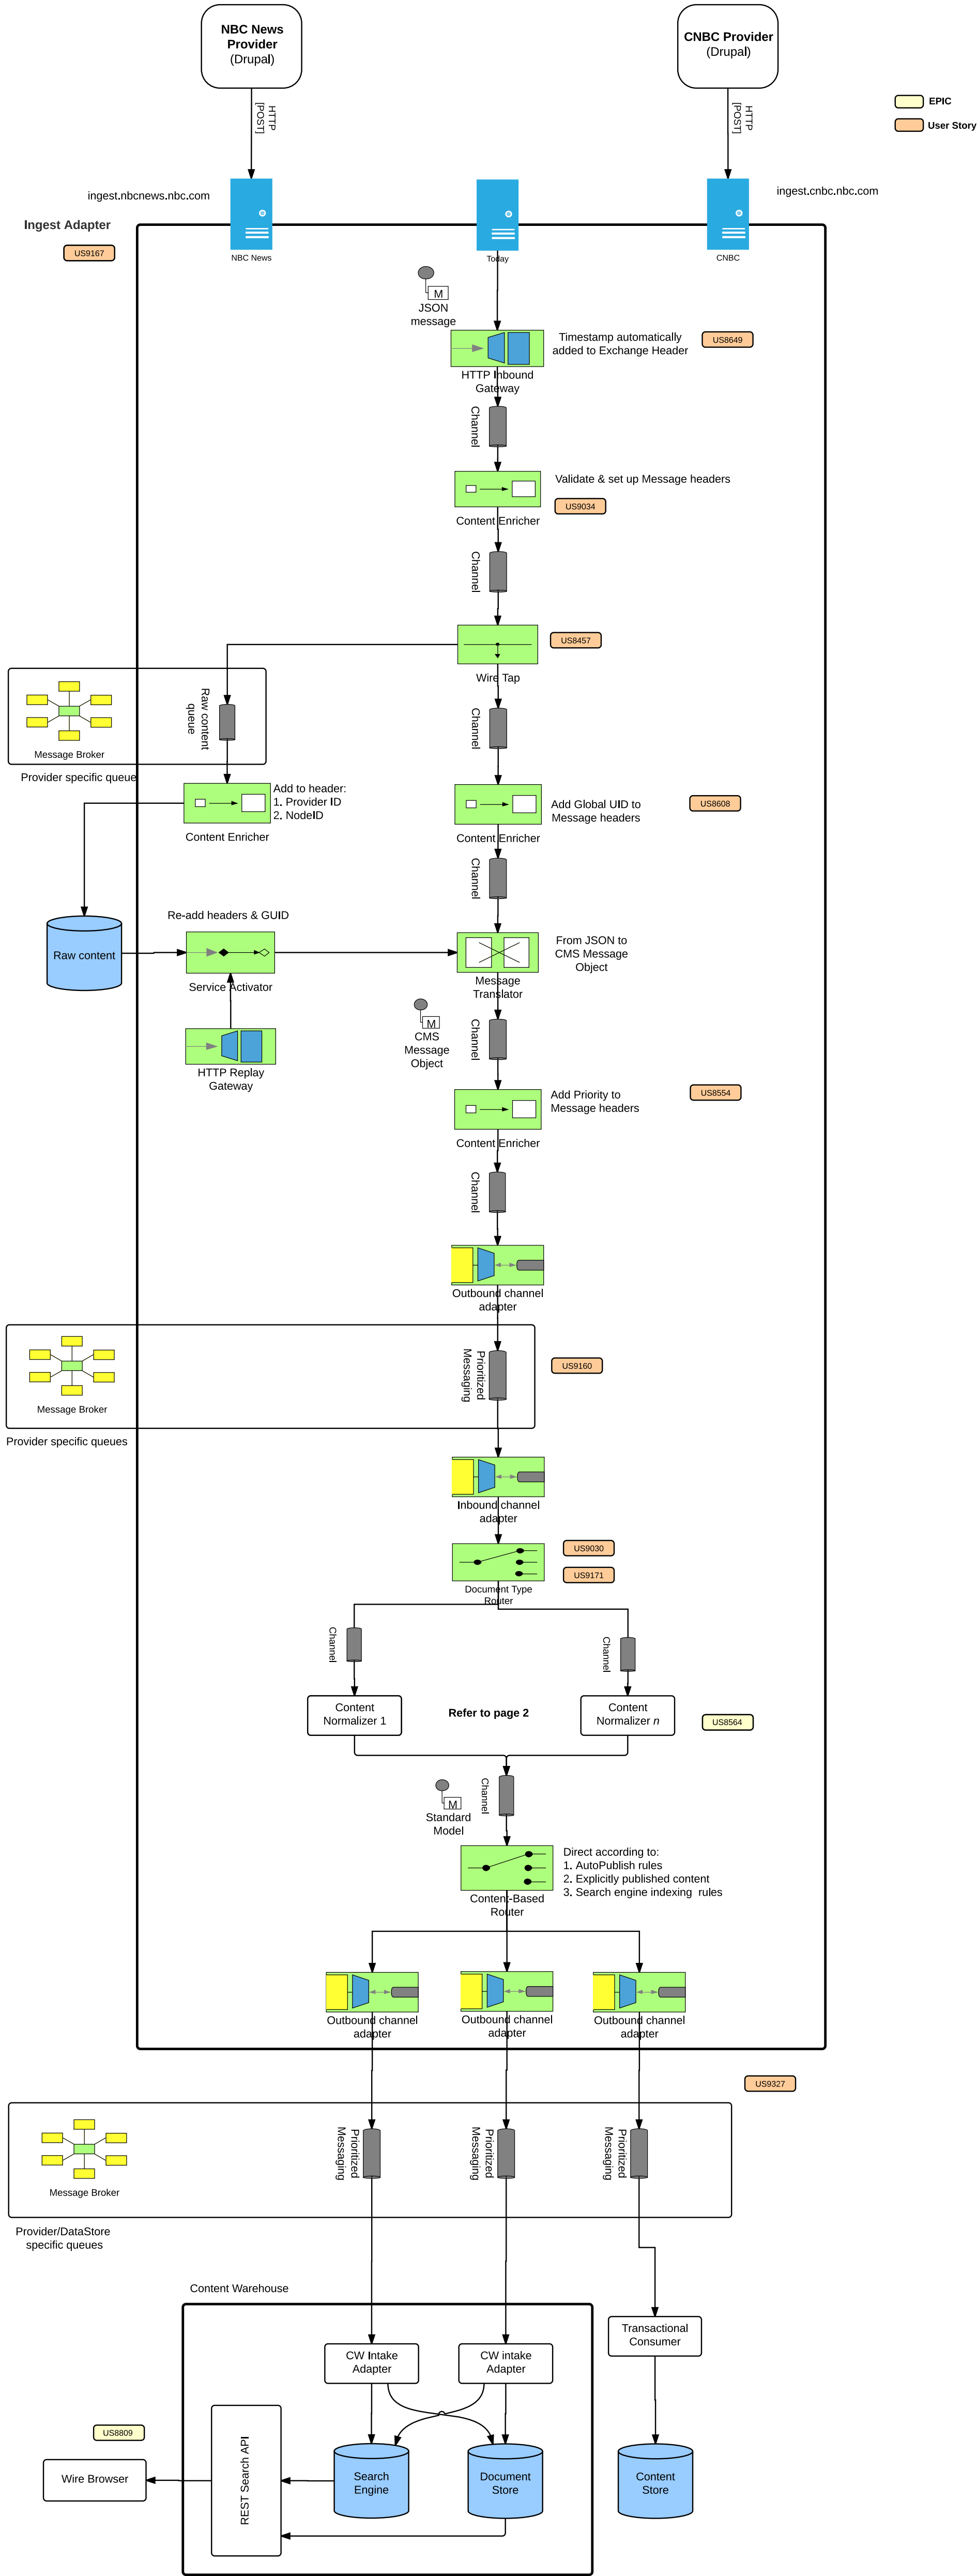 NBC News
Provider
(Drupal)
CNBC Provider
(Drupal)
HTTP
[POST]
HTTP
[POST]
EPIC
User Story
ingest.nbcnews.nbc.com
ingest.cnbc.nbc.com
Ingest Adapter
US9167
NBC News
Today
CNBC
M
JSON
message
Timestamp automatically
added to Exchange Header
US8649
HTTP Inbound
Gateway
Channel
Validate & set up Message headers
US9034
Content Enricher
Channel
US8457
Wire Tap
Raw content
queue
Message Broker
Provider specific queue
Channel
Add to header:
1. Provider ID
2. NodeID
Content Enricher
Add Global UID to
Message headers
US8608
Content Enricher
Channel
Re-add headers & GUID
Raw content
Service Activator
From JSON to
CMS Message
Object
Message
Translator
M
CMS
Message
Object
Channel
HTTP Replay
Gateway
Add Priority to
Message headers
US8554
Content Enricher
Channel
Outbound channel
adapter
Prioritized
Messaging
US9160
Message Broker
Provider specific queues
Inbound channel
adapter
US9030
US9171
Document Type
Router
Channel
Channel
Content
Normalizer 1
Refer to page 2
Content
Normalizer n
US8564
M
Standard
Model
Channel
Direct according to:
1. AutoPublish rules
2. Explicitly published content
3. Search engine indexing rules
Content-Based
Router
Outbound channel
adapter
Outbound channel
adapter
Outbound channel
adapter
US9327
Prioritized
Messaging
Prioritized
Messaging
Prioritized
Messaging
Message Broker
Provider/DataStore
specific queues
Content Warehouse
CW Intake
Adapter
CW intake
Adapter
Transactional
Consumer
US8809
Wire Browser
REST Search API
Search
Engine
Document
Store
Content
Store